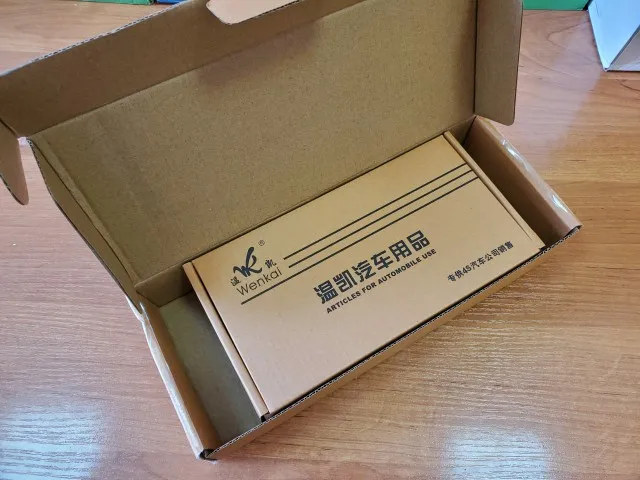 温 凯
®
Wenkai
温凯汽车用品
ARTICLES FOR AUTOMOBILE USE
专供4S汽车公司销售